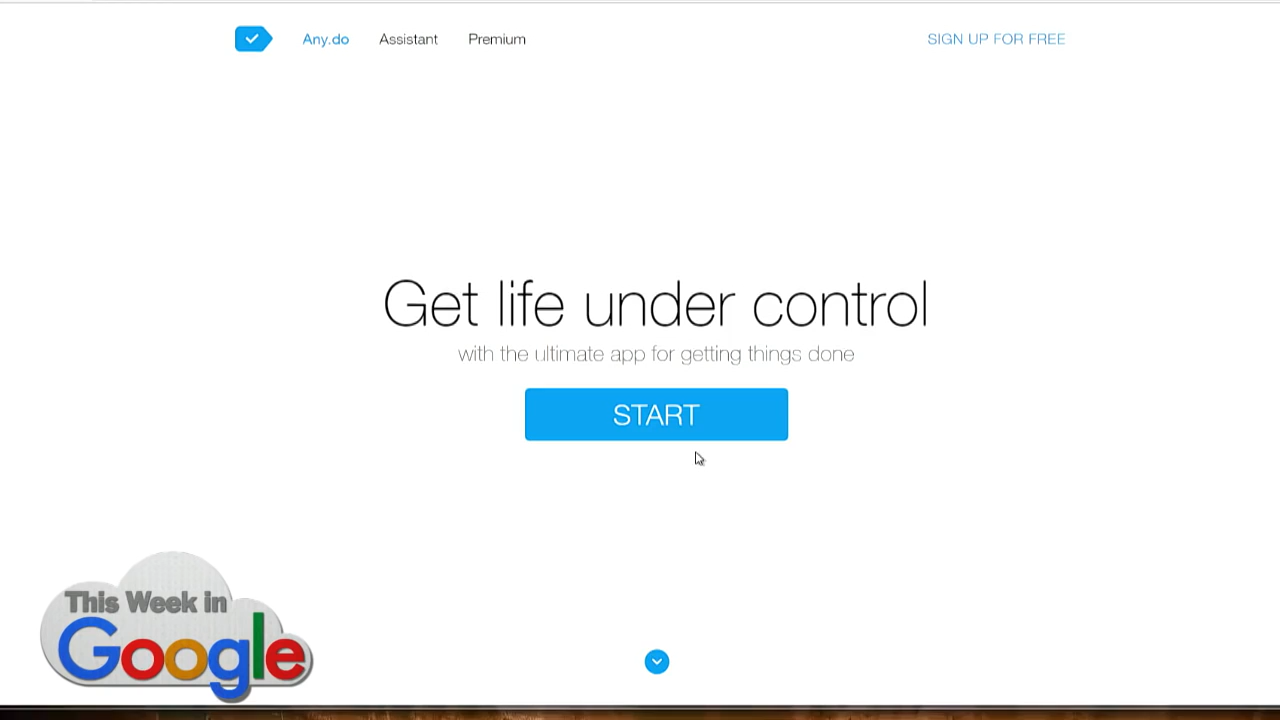 Any.do Assistant Premium SIGN UP FOR FREE
Get life under control
with the ultimate app for getting things done
START
This Week in
Google